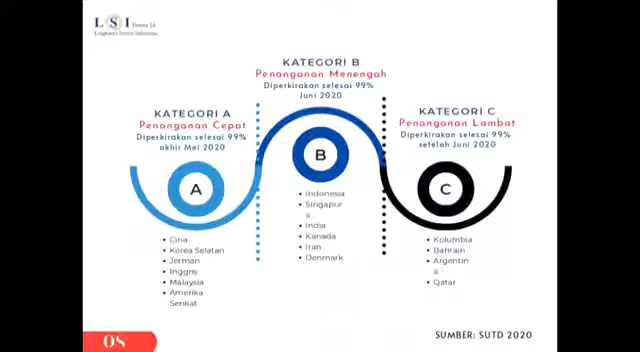 LSI Denny JA
Lingkaran Survei Indonesia
KATEGORI B
Penanganan Menengah
Diperkirakan selesai 99%
Juni 2020
KATEGORI A
Penanganan Cepat
Diperkirakan selesai 99%
akhir Mei 2020
KATEGORI C
Penanganan Lambat
Diperkirakan selesai 99%
setelah Juni 2020
A
B
C
• Cina
• Korea Selatan
• Jerman
• Inggris
• Malaysia
• Amerika
Serikat
• Indonesia
• Singapur
a
• India
• Kanada
• Iran
• Denmark
• Kolumbia
• Bahrain
• Argentin
a
• Qatar
08
SUMBER: SUTD 2020